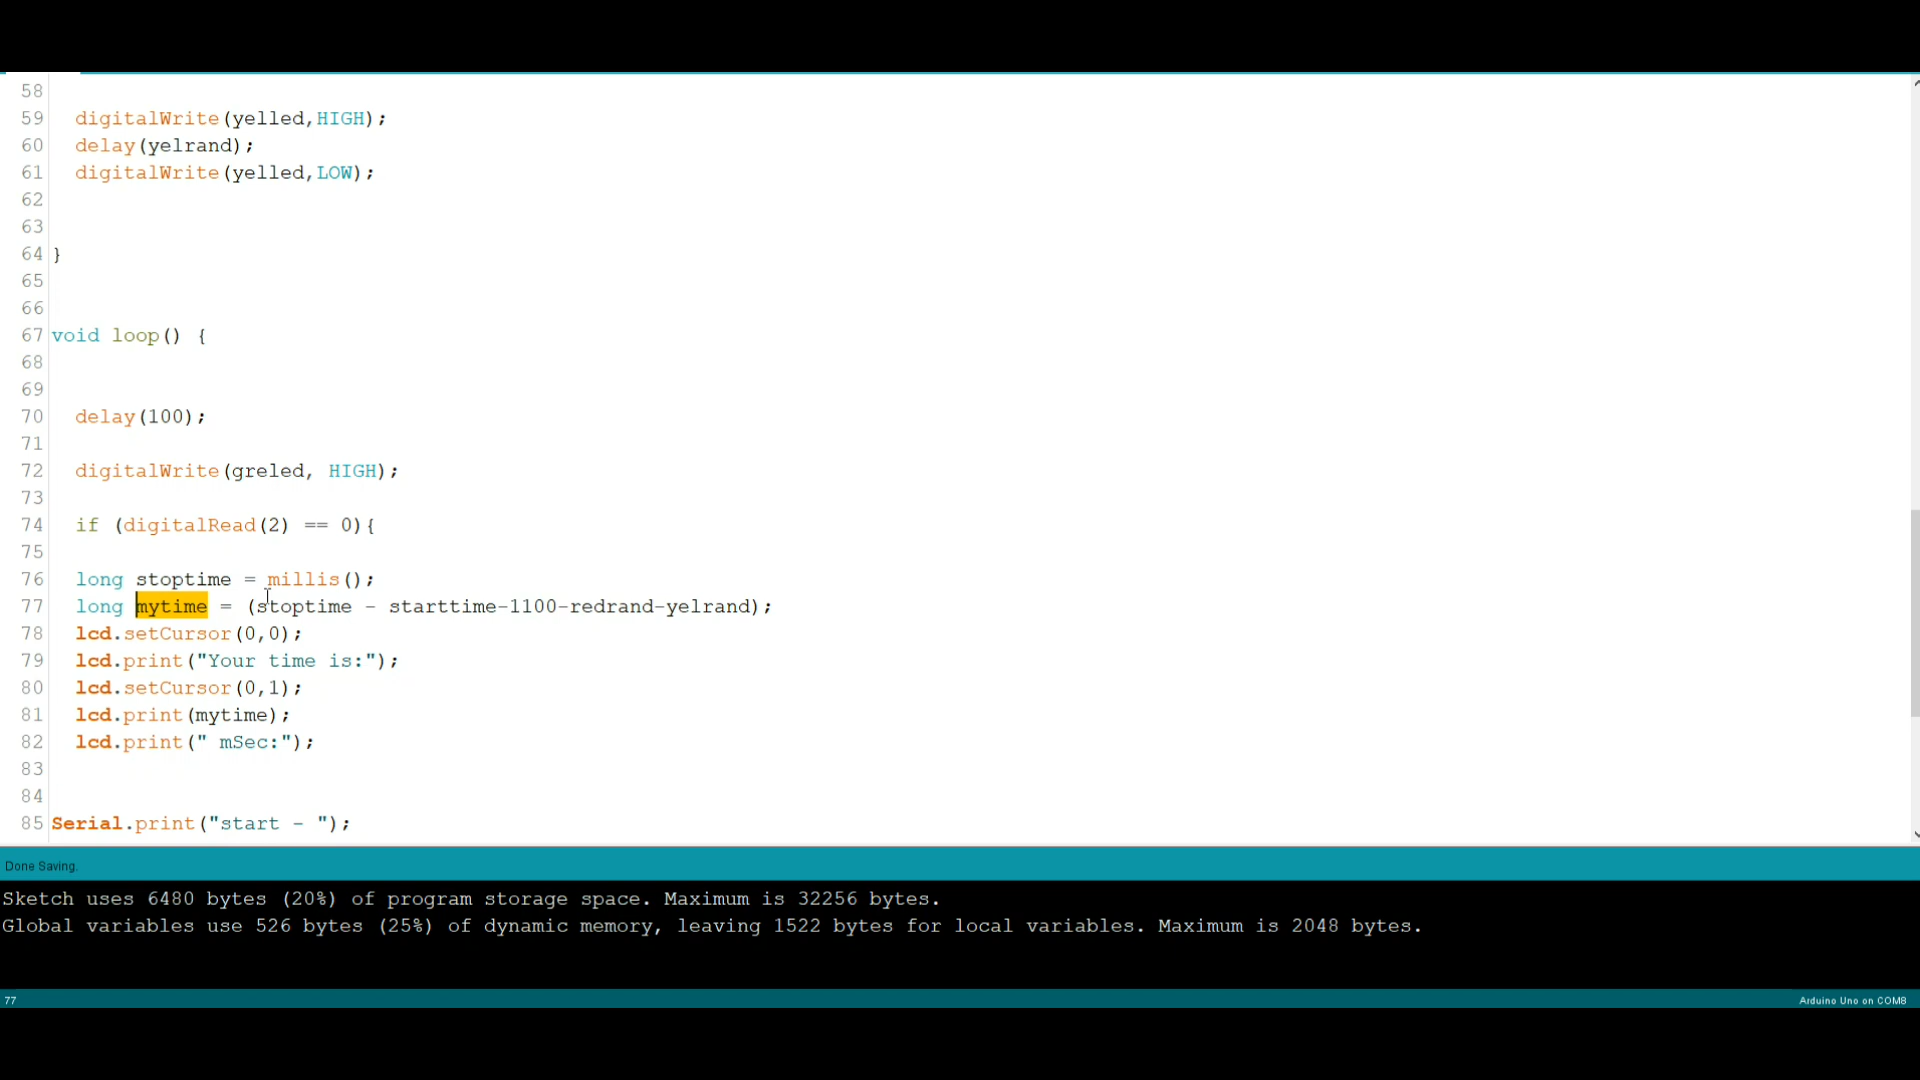 58
59 digitalWrite(yelled,HIGH);
60 delay(yelrand);
61 digitalWrite(yelled,LOW);
62
63
64 }
65
66
67 void loop() {
68
69
70 delay(100);
71
72 digitalWrite(greled, HIGH);
73
74 if (digitalRead(2) == 0){
75
76 long stoptime = millis();
77 long mytime = (stoptime - starttime-1100-redrand-yelrand);
78 lcd.setCursor(0,0);
79 lcd.print("Your time is:");
80 lcd.setCursor(0,1);
81 lcd.print(mytime);
82 lcd.print(" mSec:");
83
84
85 Serial.print("start - ");
Done Saving.
Sketch uses 6480 bytes (20%) of program storage space. Maximum is 32256 bytes.
Global variables use 526 bytes (25%) of dynamic memory, leaving 1522 bytes for local variables. Maximum is 2048 bytes.
77 Arduino Uno on COM8